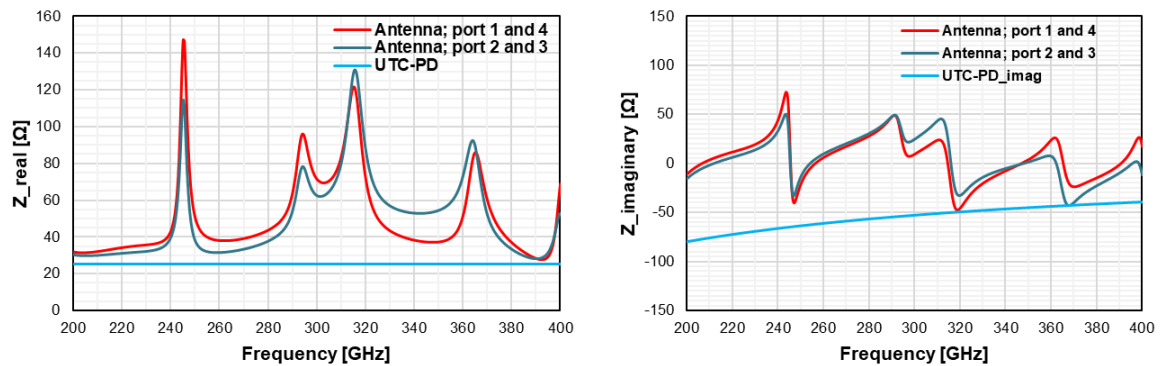 Z_real [Ω]
160
140
120
100
80
60
40
20
0
Antenna; port 1 and 4
Antenna; port 2 and 3
UTC-PD
200 220 240 260 280 300 320 340 360 380 400
Frequency [GHz]
Z_imaginary [Ω]
150
100
50
0
-50
-100
-150
Antenna; port 1 and 4
Antenna; port 2 and 3
UTC-PD_imag
200 220 240 260 280 300 320 340 360 380 400
Frequency [GHz]